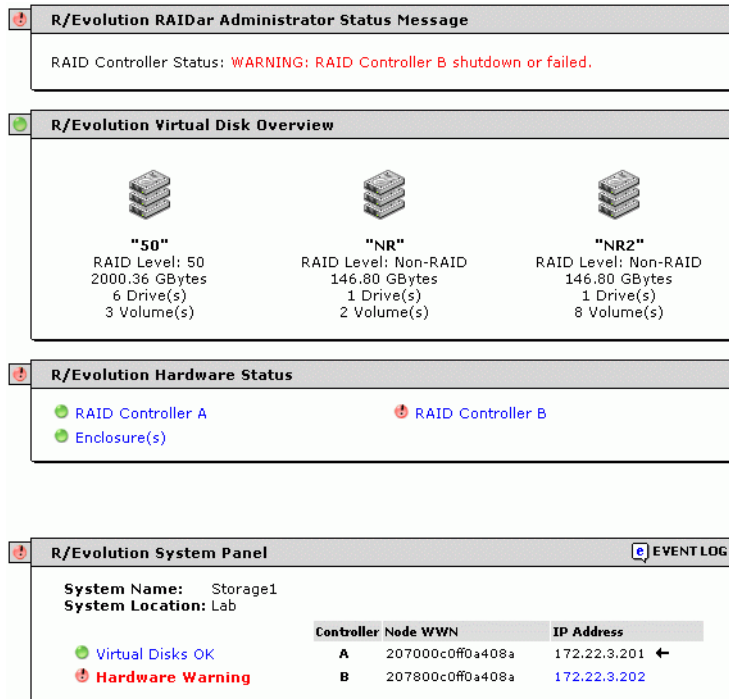 R/Evolution RAIDar Administrator Status Message
RAID Controller Status: WARNING: RAID Controller B shutdown or failed.
R/Evolution Virtual Disk Overview
"50" "NR" "NR2"
RAID Level: 50 RAID Level: Non-RAID RAID Level: Non-RAID
2000.36 GBytes 146.80 GBytes 146.80 GBytes
6 Drive(s) 1 Drive(s) 1 Drive(s)
3 Volume(s) 2 Volume(s) 8 Volume(s)
R/Evolution Hardware Status
RAID Controller A RAID Controller B
Enclosure(s)
R/Evolution System Panel e EVENT LOG
System Name: Storage1
System Location: Lab
Controller Node WWN IP Address
Virtual Disks OK A 207000c0ff0a408a 172.22.3.201 ←
Hardware Warning B 207800c0ff0a408a 172.22.3.202